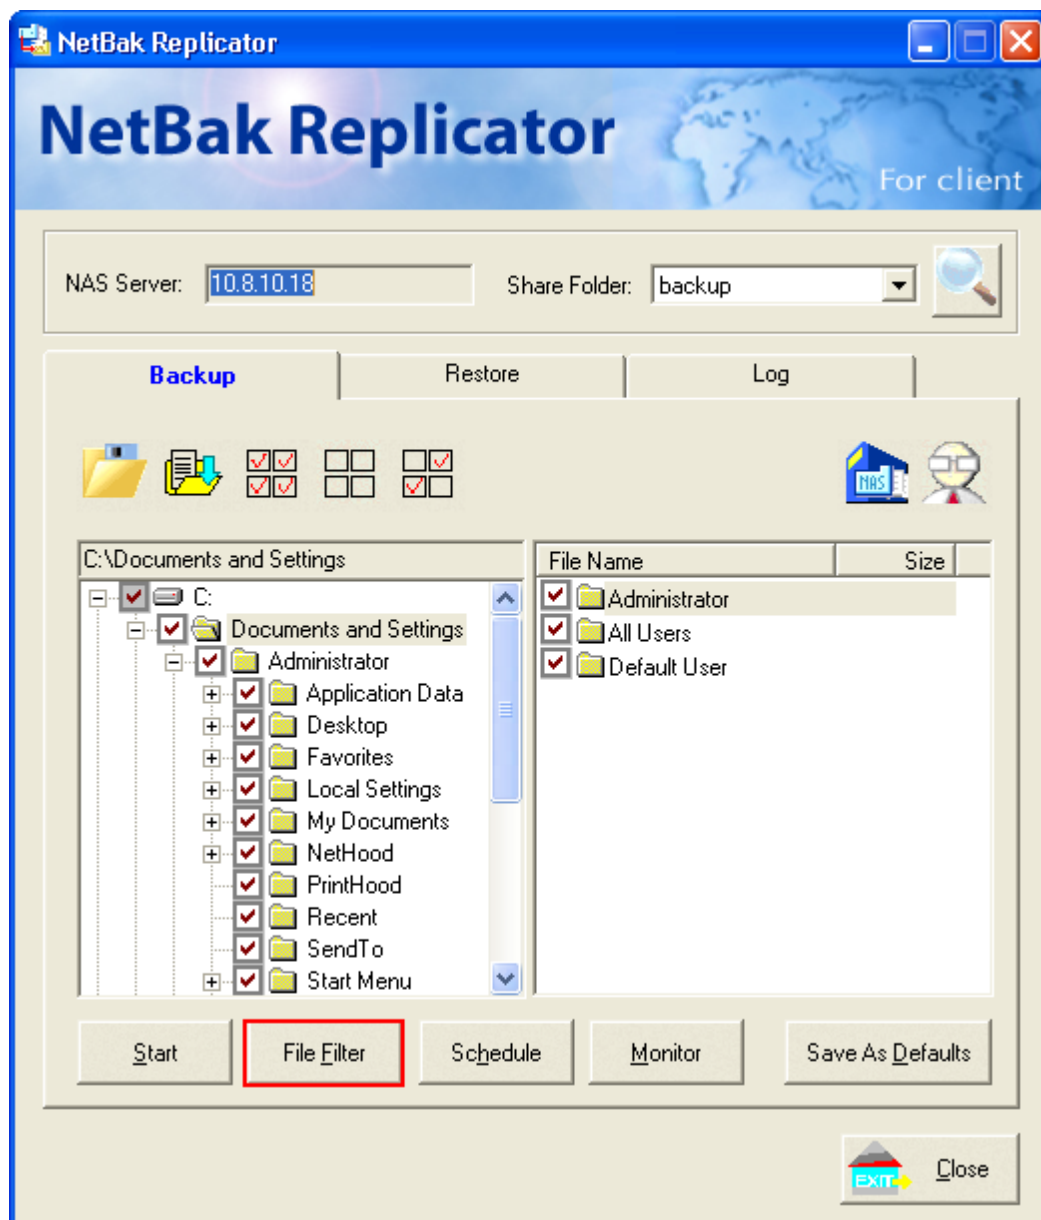 NetBak Replicator
NetBak Replicator
For client
NAS Server: 10.8.10.18 Share Folder: backup
Backup Restore Log
NAS
C:\Documents and Settings
C:
Documents and Settings
Administrator
Application Data
Desktop
Favorites
Local Settings
My Documents
NetHood
PrintHood
Recent
SendTo
Start Menu
File Name Size
Administrator
All Users
Default User
Start File Filter Schedule Monitor Save As Defaults
EXIT Close